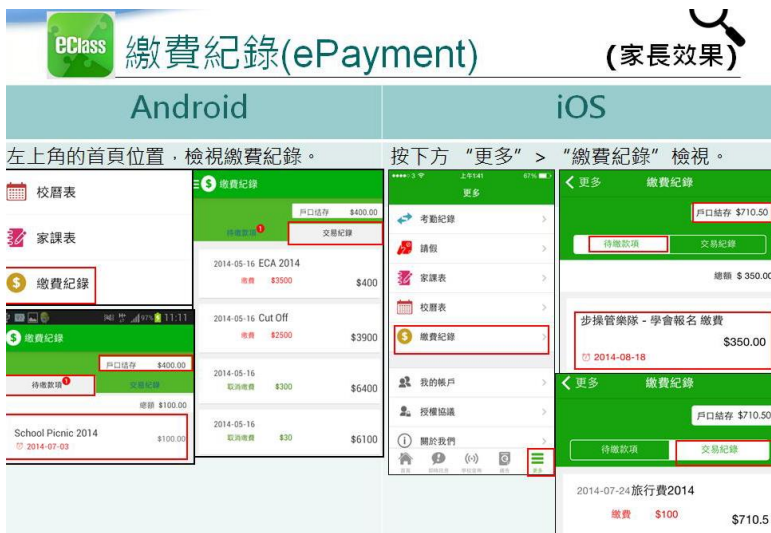 eClass 繳費紀錄(ePayment)
(家長效果)
Android
iOS
左上角的首頁位置，檢視繳費紀錄。
校曆表
家課表
繳費紀錄
繳費紀錄
戶口結存 $400.00
待繳款項 1
交易紀錄
2014-05-16 ECA 2014
繳費 $3500
$400
2014-05-16 Cut Off
繳費 $2500
$3900
2014-05-16
取消繳費 $300
$6400
2014-05-16
取消繳費 $30
$6100
97% 11:11
繳費紀錄
戶口結存 $400.00
待繳款項 1
交易紀錄
總額 $100.00
School Picnic 2014
$100.00
2014-07-03
按下方 “更多” > “繳費紀錄” 檢視。
3 上午1:41 67%
更多
考勤紀錄
請假
家課表
校曆表
繳費紀錄
我的帳戶
授權協議
關於我們
更多
更多 繳費紀錄
戶口結存 $710.50
待繳款項
交易紀錄
總額 $ 350.00
步操管樂隊 - 學會報名 繳費
$350.00
2014-08-18
更多 繳費紀錄
戶口結存 $710.50
待繳款項
交易紀錄
2014-07-24旅行費2014
繳費 $100
$710.5